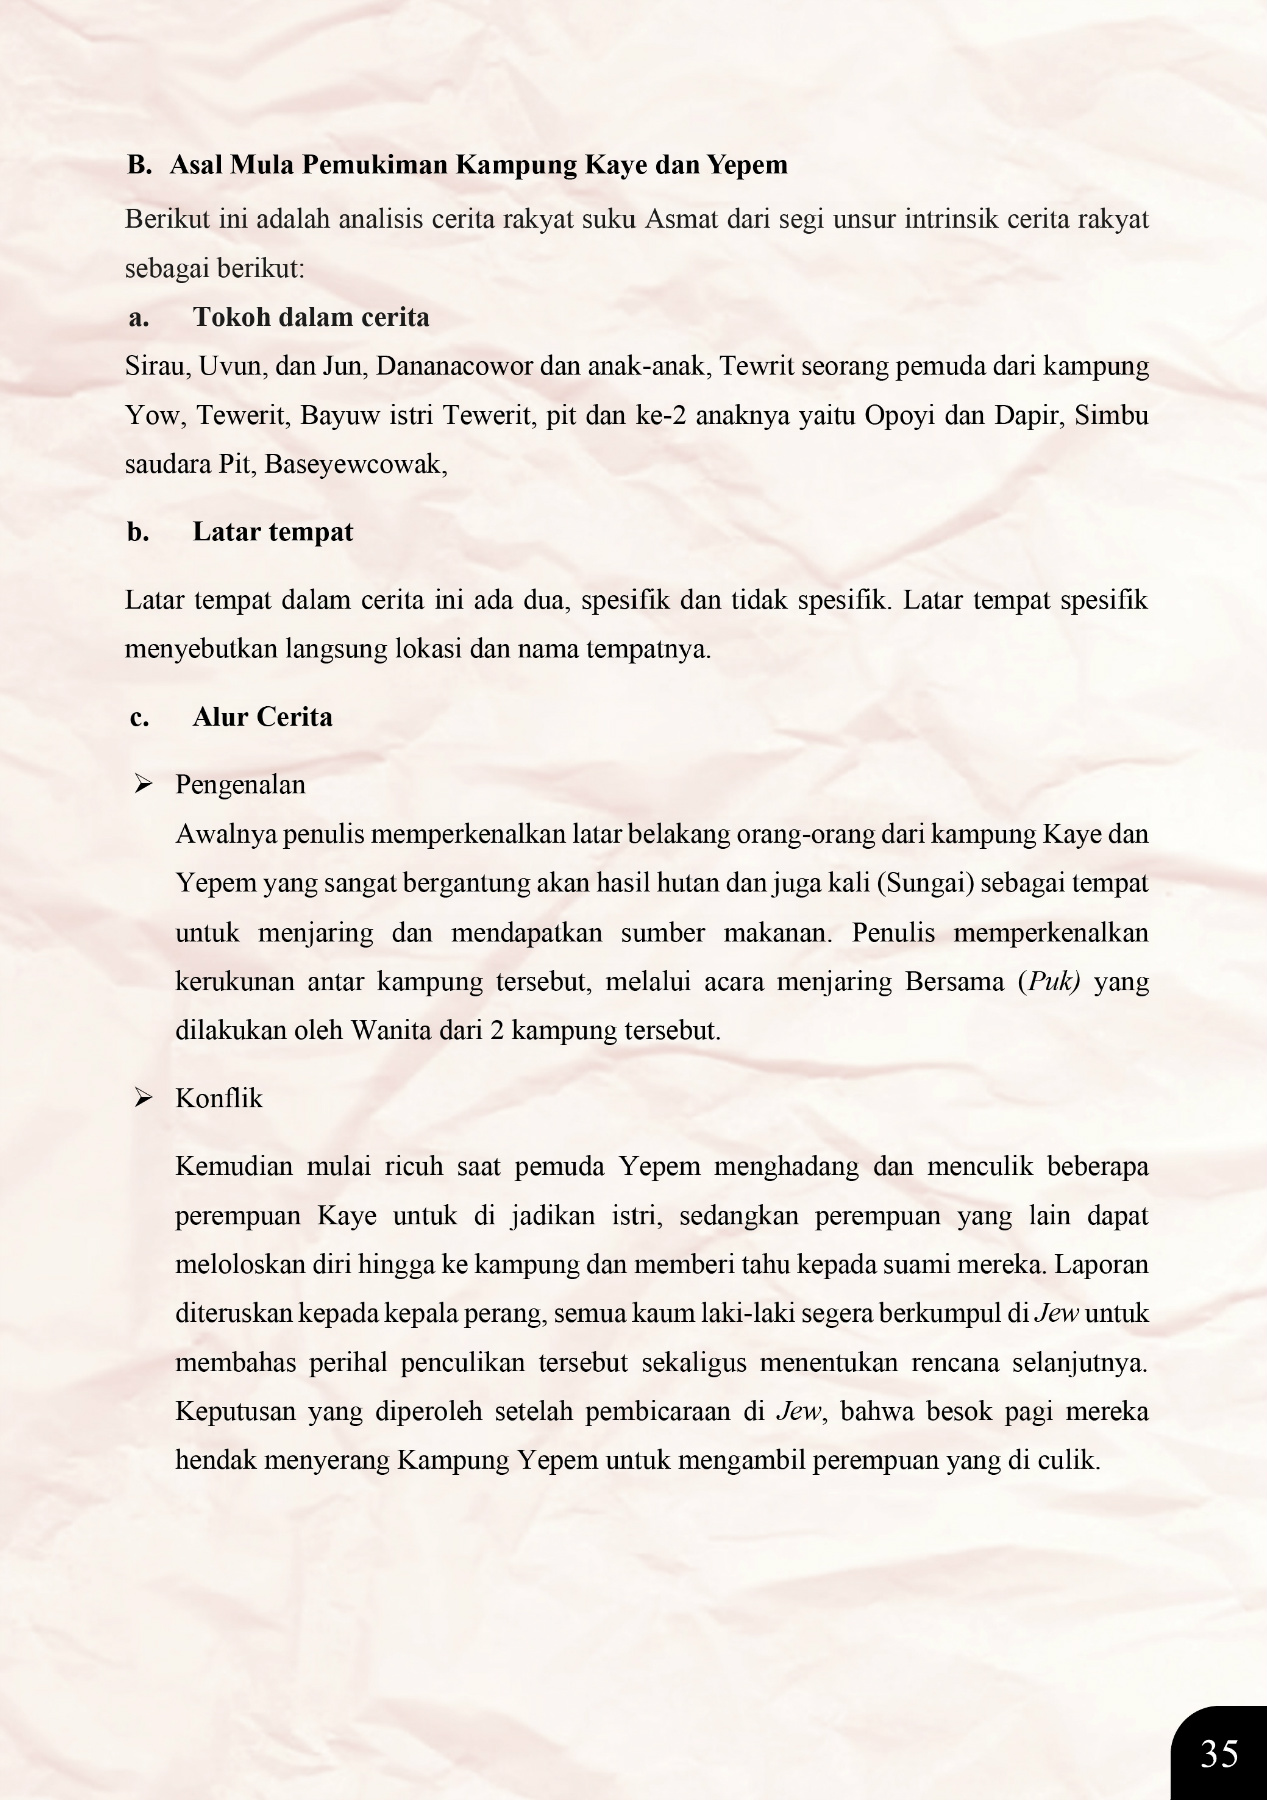 B. Asal Mula Pemukiman Kampung Kaye dan Yepem
Berikut ini adalah analisis cerita rakyat suku Asmat dari segi unsur intrinsik cerita rakyat
sebagai berikut:
a. Tokoh dalam cerita
Sirau, Uvun, dan Jun, Dananacowor dan anak-anak, Tewrit seorang pemuda dari kampung
Yow, Tewerit, Bayuw istri Tewerit, pit dan ke-2 anaknya yaitu Opoyi dan Dapir, Simbu
saudara Pit, Baseyewcowak,
b. Latar tempat
Latar tempat dalam cerita ini ada dua, spesifik dan tidak spesifik. Latar tempat spesifik
menyebutkan langsung lokasi dan nama tempatnya.
c. Alur Cerita
➢ Pengenalan
Awalnya penulis memperkenalkan latar belakang orang-orang dari kampung Kaye dan
Yepem yang sangat bergantung akan hasil hutan dan juga kali (Sungai) sebagai tempat
untuk menjaring dan mendapatkan sumber makanan. Penulis memperkenalkan
kerukunan antar kampung tersebut, melalui acara menjaring Bersama (Puk) yang
dilakukan oleh Wanita dari 2 kampung tersebut.
➢ Konflik
Kemudian mulai ricuh saat pemuda Yepem menghadang dan menculik beberapa
perempuan Kaye untuk di jadikan istri, sedangkan perempuan yang lain dapat
meloloskan diri hingga ke kampung dan memberi tahu kepada suami mereka. Laporan
diteruskan kepada kepala perang, semua kaum laki-laki segera berkumpul di Jew untuk
membahas perihal penculikan tersebut sekaligus menentukan rencana selanjutnya.
Keputusan yang diperoleh setelah pembicaraan di Jew, bahwa besok pagi mereka
hendak menyerang Kampung Yepem untuk mengambil perempuan yang di culik.
35